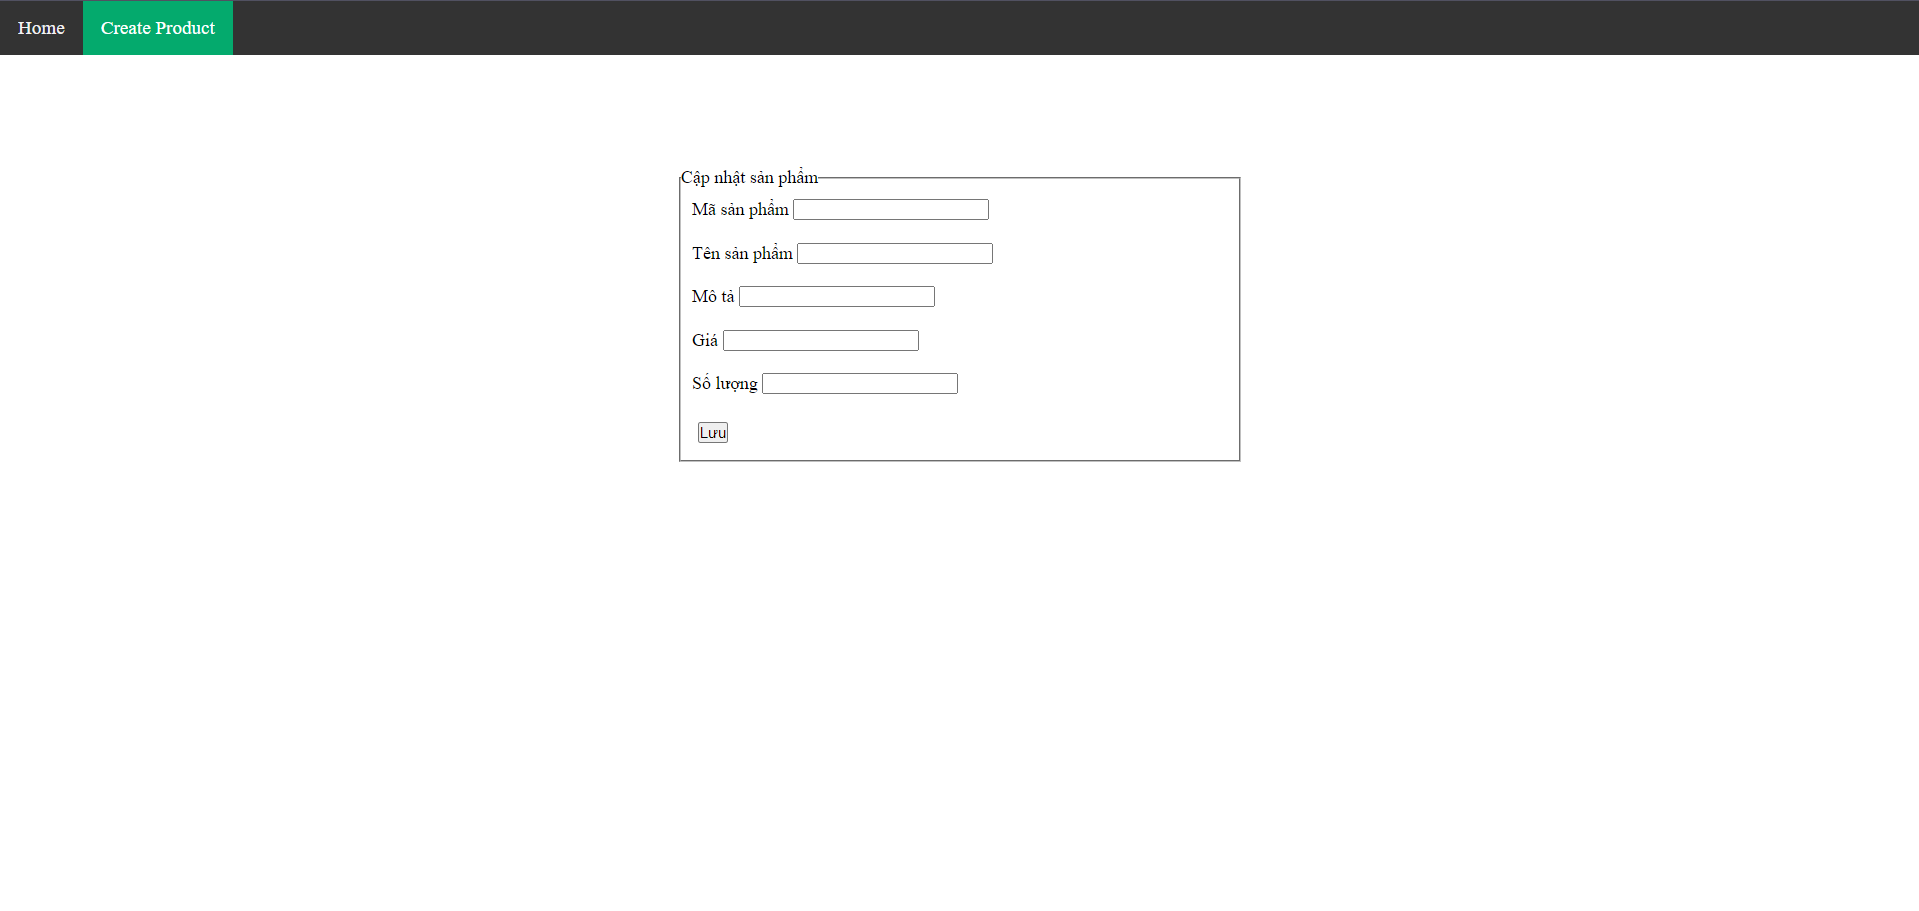 Home Create Product
Cập nhật sản phẩm
Mã sản phẩm
Tên sản phẩm
Mô tả
Giá
Số lượng
Lưu